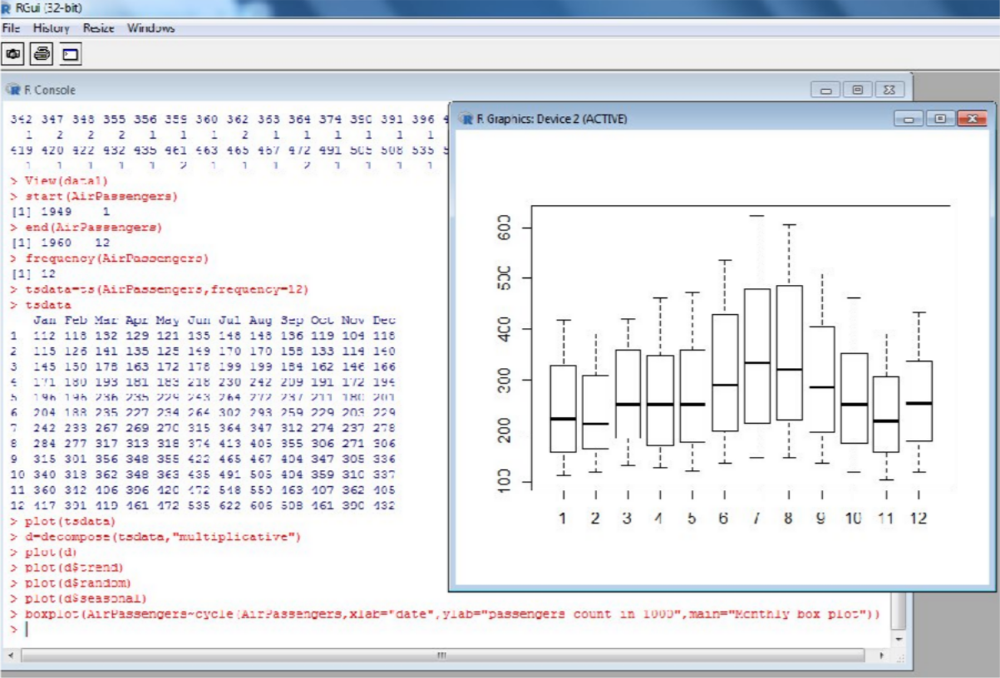 RGui (32-bit)
File History Resize Windows
R Console
342 347 348 355 356 359 360 362 363 364 374 390 391 396 4
1 2 2 2 1 1 1 2 1 1 1 1 1 1
419 420 422 432 435 461 463 465 467 472 491 505 508 535 5
1 1 1 1 1 2 1 1 1 2 1 1 1 1
> View(data1)
> start(AirPassengers)
[1] 1949 1
> end(AirPassengers)
[1] 1960 12
> frequency(AirPassengers)
[1] 12
> tsdata=ts(AirPassengers,frequency=12)
> tsdata
Jan Feb Mar Apr May Jun Jul Aug Sep Oct Nov Dec
1 112 118 132 129 121 135 148 148 136 119 104 118
2 115 126 141 135 125 149 170 170 158 133 114 140
3 145 150 178 163 172 178 199 199 184 162 146 166
4 171 180 193 181 183 218 230 242 209 191 172 194
5 196 196 236 235 229 243 264 272 237 211 180 201
6 204 188 235 227 234 264 302 293 259 229 203 229
7 242 233 267 269 270 315 364 347 312 274 237 278
8 284 277 317 313 318 374 413 405 355 306 271 306
9 315 301 356 348 355 422 465 467 404 347 305 336
10 340 318 362 348 363 435 491 505 404 359 310 337
11 360 342 406 396 420 472 548 559 463 407 362 405
12 417 391 419 461 472 535 622 606 508 461 390 432
> plot(tsdata)
> d=decompose(tsdata,"multiplicative")
> plot(d)
> plot(d$trend)
> plot(d$random)
> plot(d$seasonal)
> boxplot(AirPassengers~cycle(AirPassengers,xlab="date",ylab="passengers count in 1000",main="Monthly box plot"))
>
R Graphics: Device 2 (ACTIVE)
600
500
400
300
200
100
1 2 3 4 5 6 7 8 9 10 11 12